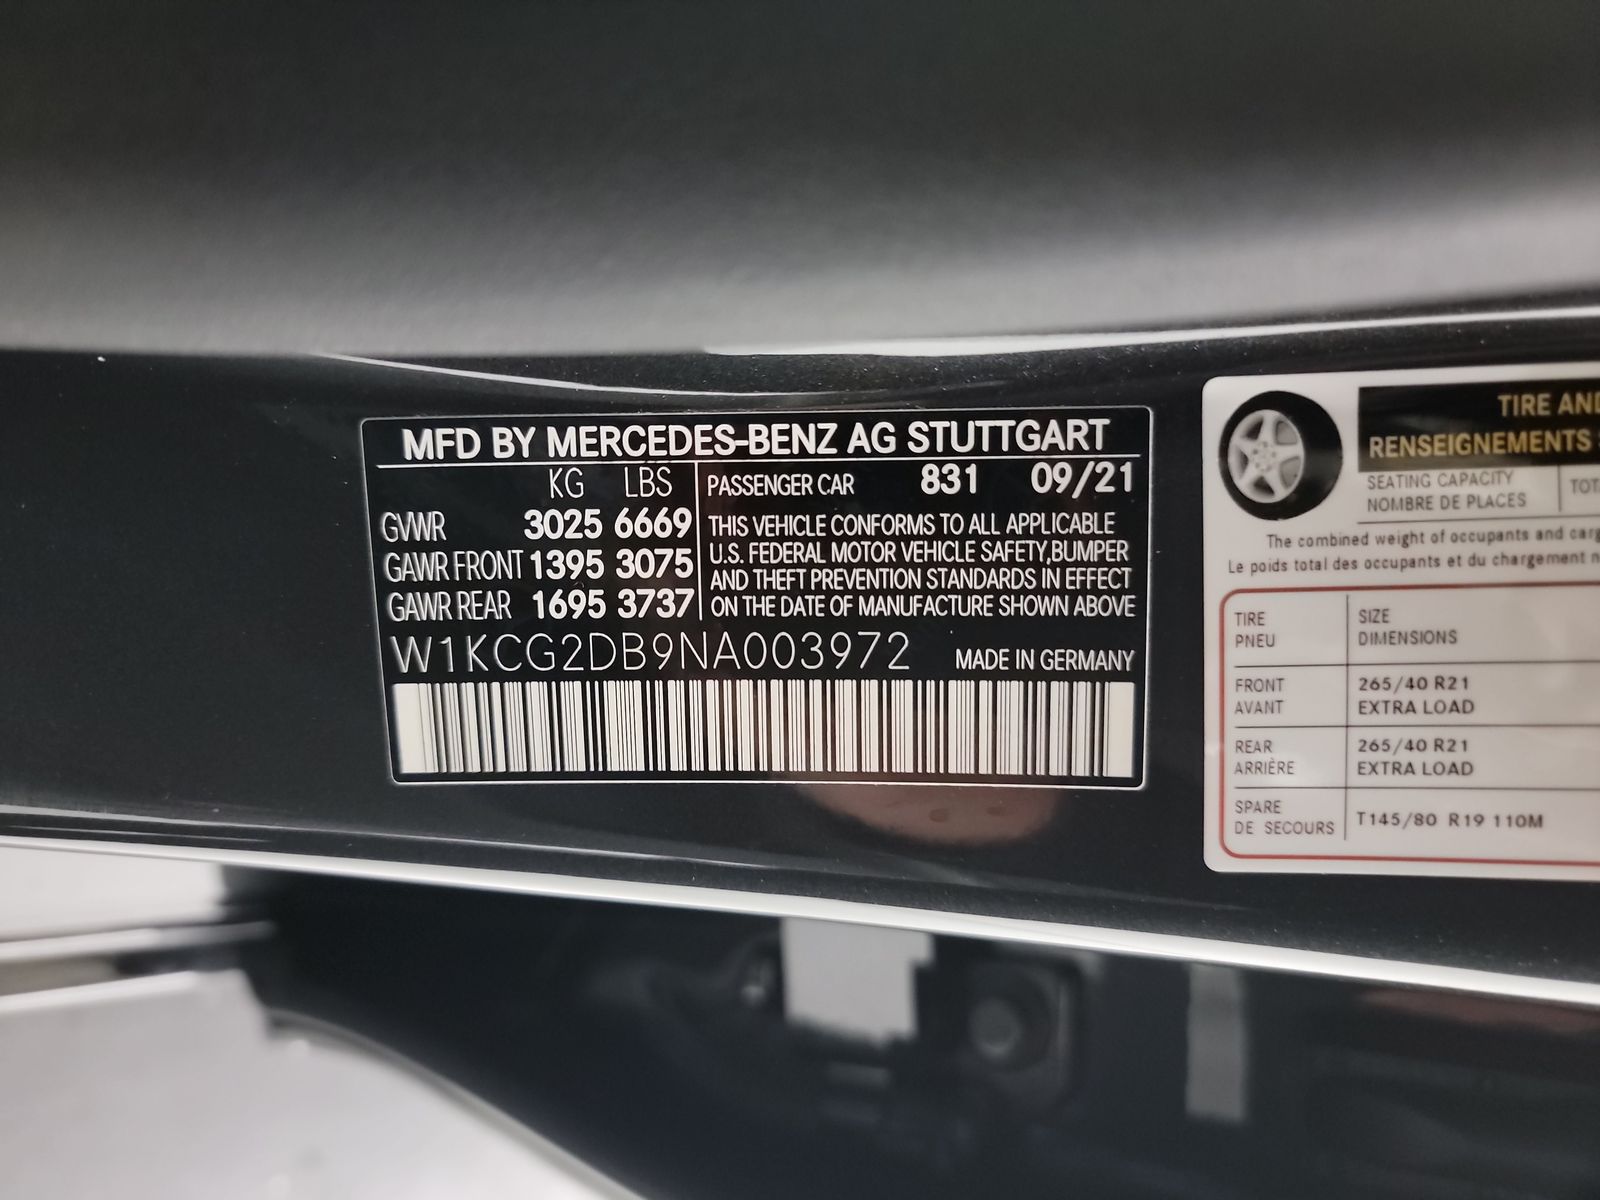 MFD BY MERCEDES-BENZ AG STUTTGART
KG LBS
GVWR 3025 6669
GAWR FRONT 1395 3075
GAWR REAR 1695 3737
PASSENGER CAR 831 09/21
THIS VEHICLE CONFORMS TO ALL APPLICABLE
U.S. FEDERAL MOTOR VEHICLE SAFETY,BUMPER
AND THEFT PREVENTION STANDARDS IN EFFECT
ON THE DATE OF MANUFACTURE SHOWN ABOVE
W1KCG2DB9NA003972 MADE IN GERMANY
TIRE AND
RENSEIGNEMENTS
SEATING CAPACITY
NOMBRE DE PLACES
The combined weight of occupants and
Le poids total des occupants et du chargement
TIRE SIZE
PNEU DIMENSIONS
FRONT 265/40 R21
AVANT EXTRA LOAD
REAR 265/40 R21
ARRIÈRE EXTRA LOAD
SPARE
DE SECOURS T145/80 R19 110M